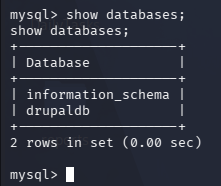 mysql> show databases;
show databases;
+--------------------+
| Database           |
+--------------------+
| information_schema |
| drupaldb           |
+--------------------+
2 rows in set (0.00 sec)
mysql>